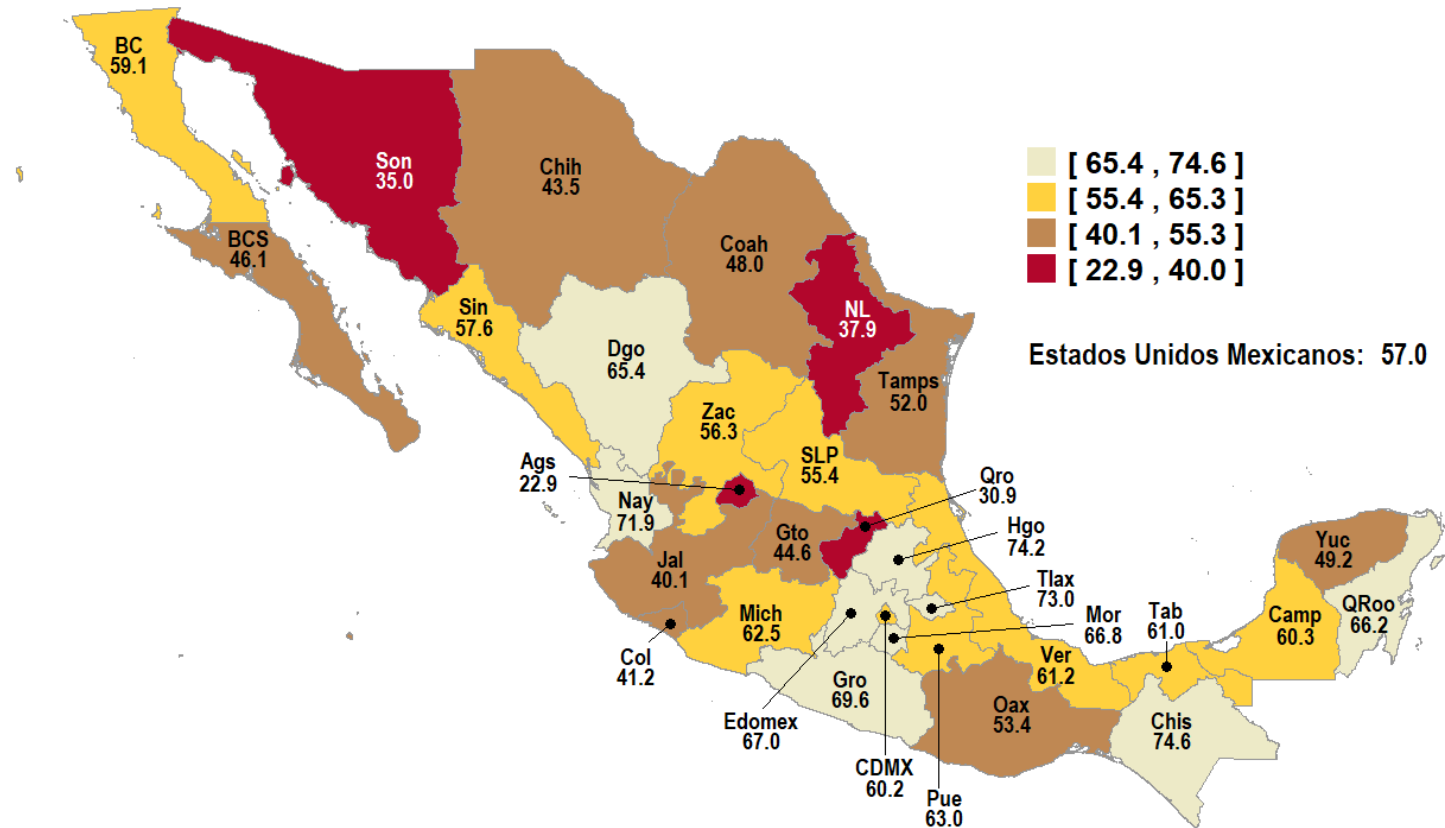 BC
59.1
Son
35.0
Chih
43.5
[ 65.4 , 74.6 ]
[ 55.4 , 65.3 ]
[ 40.1 , 55.3 ]
[ 22.9 , 40.0 ]
BCS
46.1
Coah
48.0
Sin
57.6
NL
37.9
Estados Unidos Mexicanos: 57.0
Dgo
65.4
Tamps
52.0
Zac
56.3
SLP
55.4
Ags
22.9
Qro
30.9
Nay
71.9
Gto
44.6
Hgo
74.2
Yuc
49.2
Jal
40.1
Tlax
73.0
QRoo
66.2
Mich
62.5
Mor
66.8
Tab
61.0
Camp
60.3
Col
41.2
Ver
61.2
Gro
69.6
Oax
53.4
Chis
74.6
Edomex
67.0
CDMX
60.2
Pue
63.0